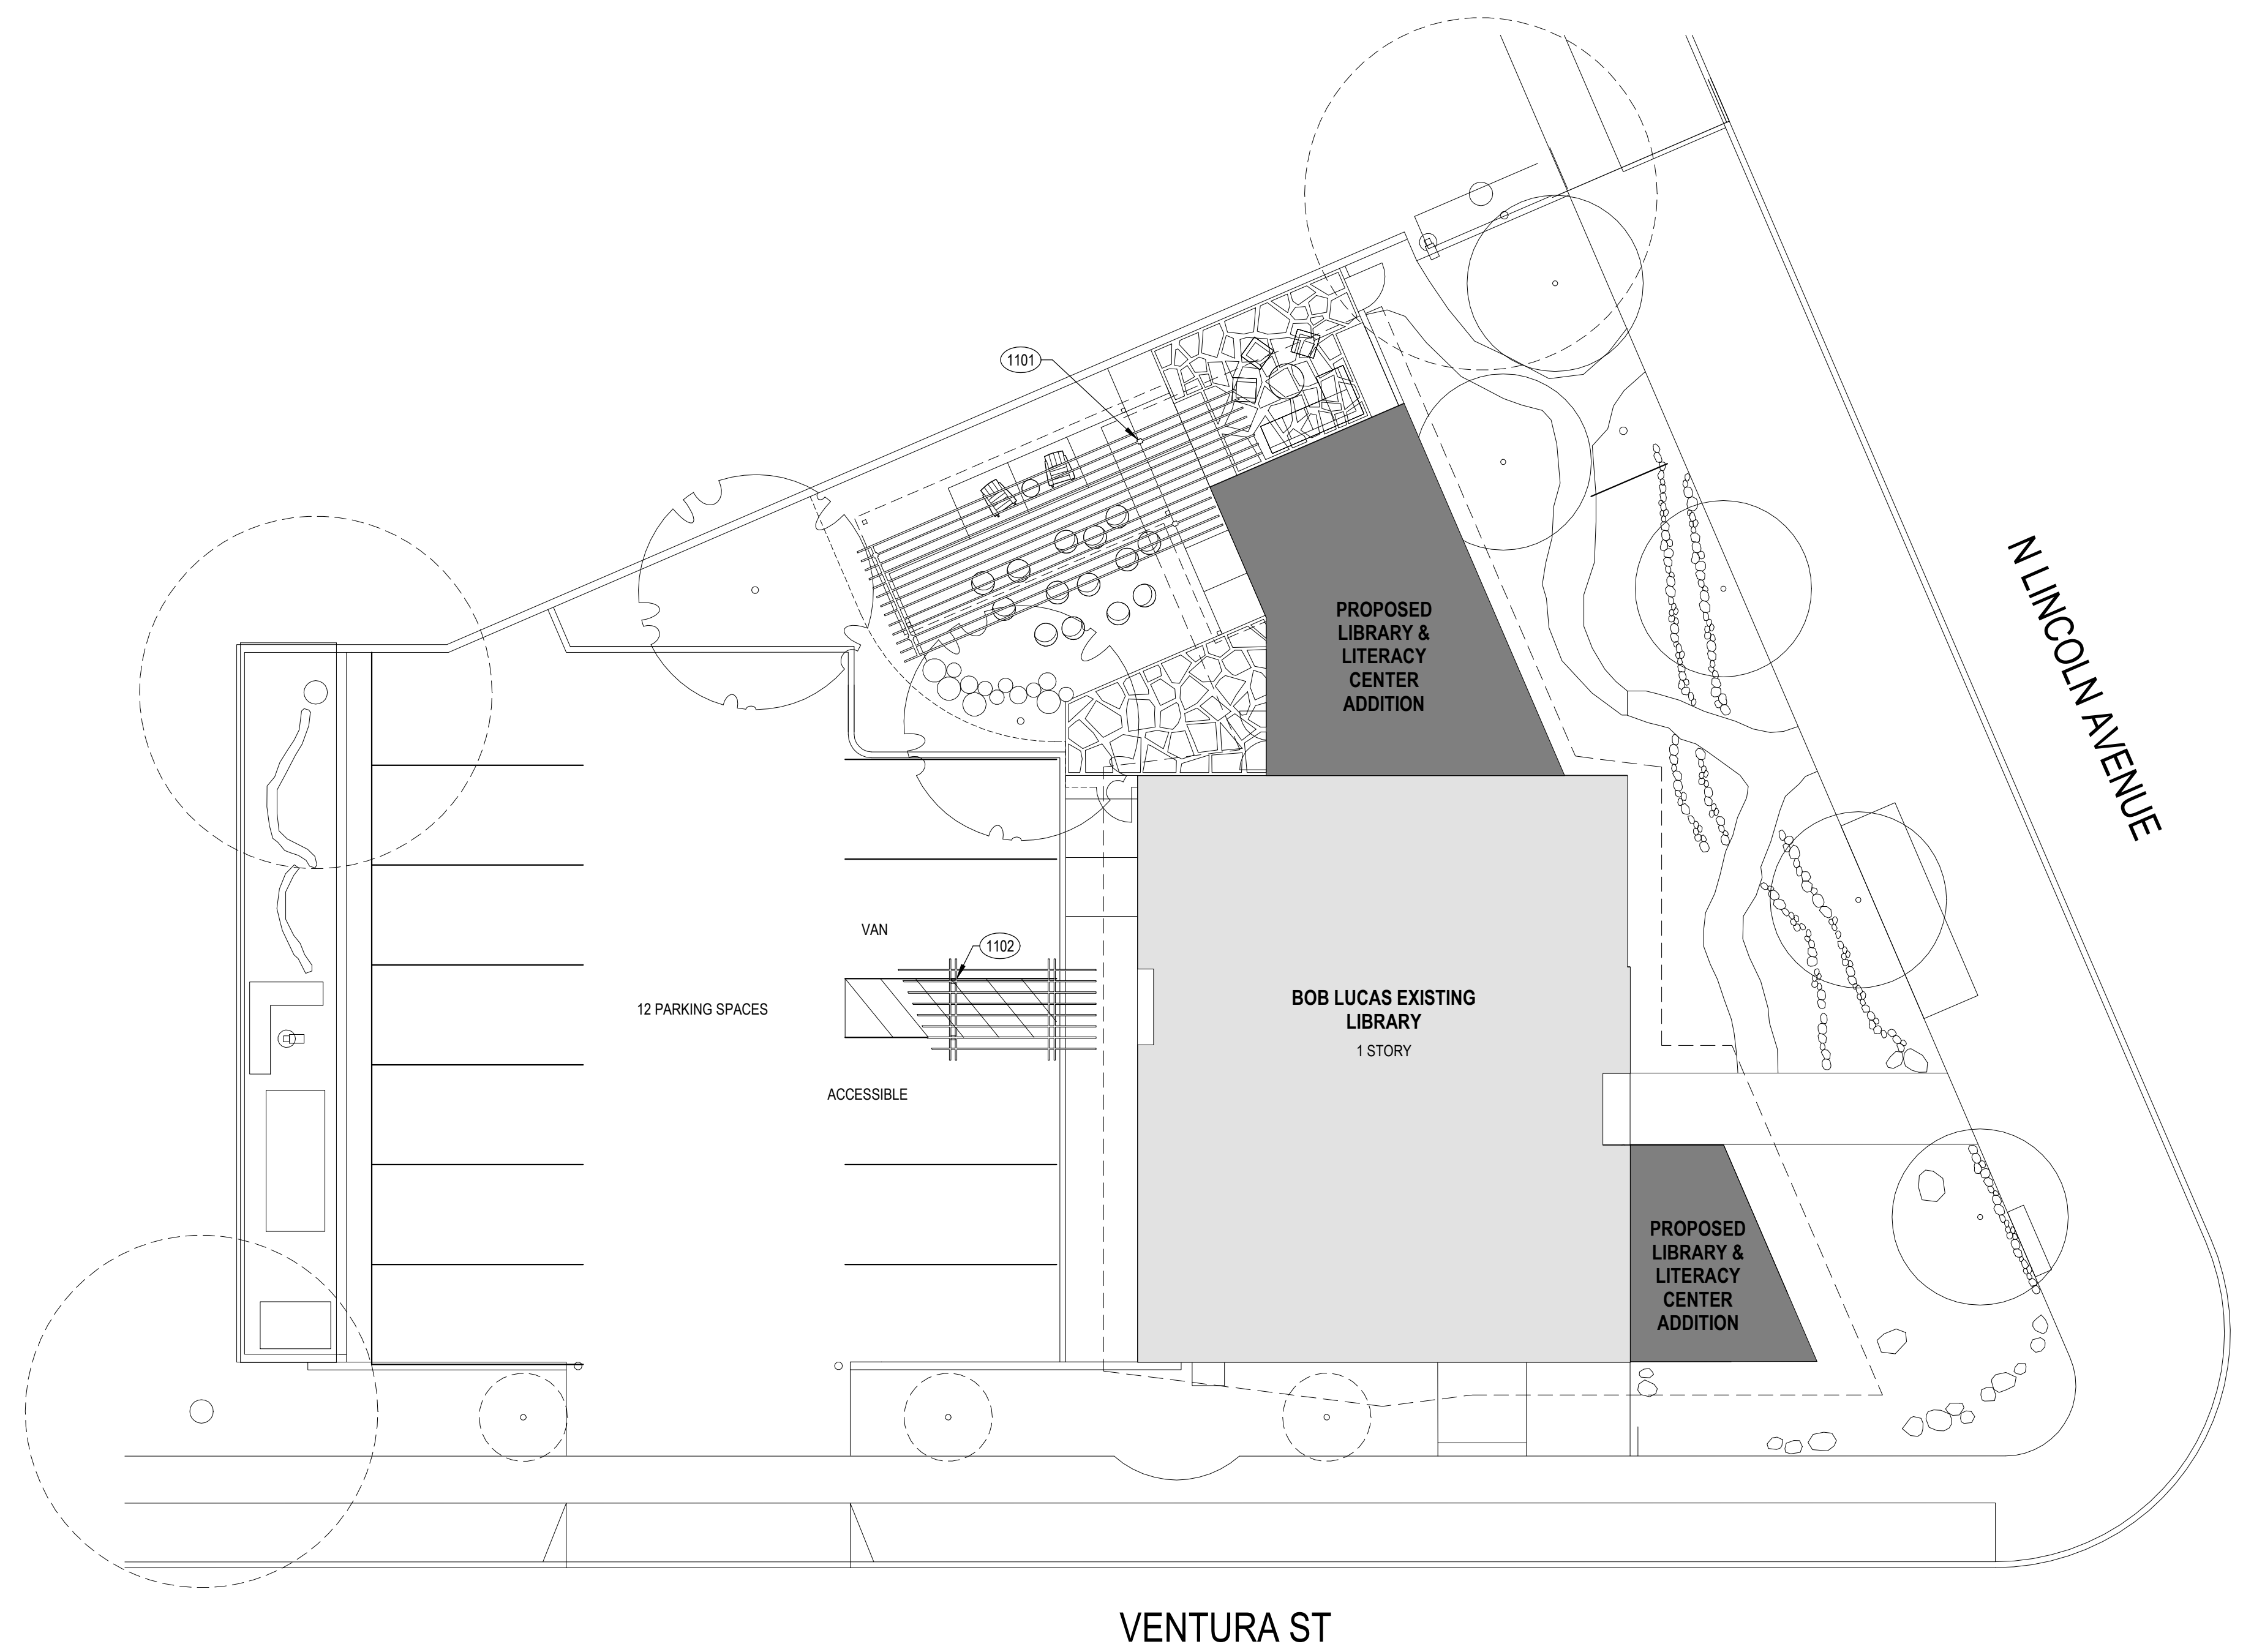 1101
N LINCOLN AVENUE
PROPOSED
LIBRARY &
LITERACY
CENTER
ADDITION
VAN
1102
12 PARKING SPACES
BOB LUCAS EXISTING
LIBRARY
1 STORY
ACCESSIBLE
PROPOSED
LIBRARY &
LITERACY
CENTER
ADDITION
VENTURA ST